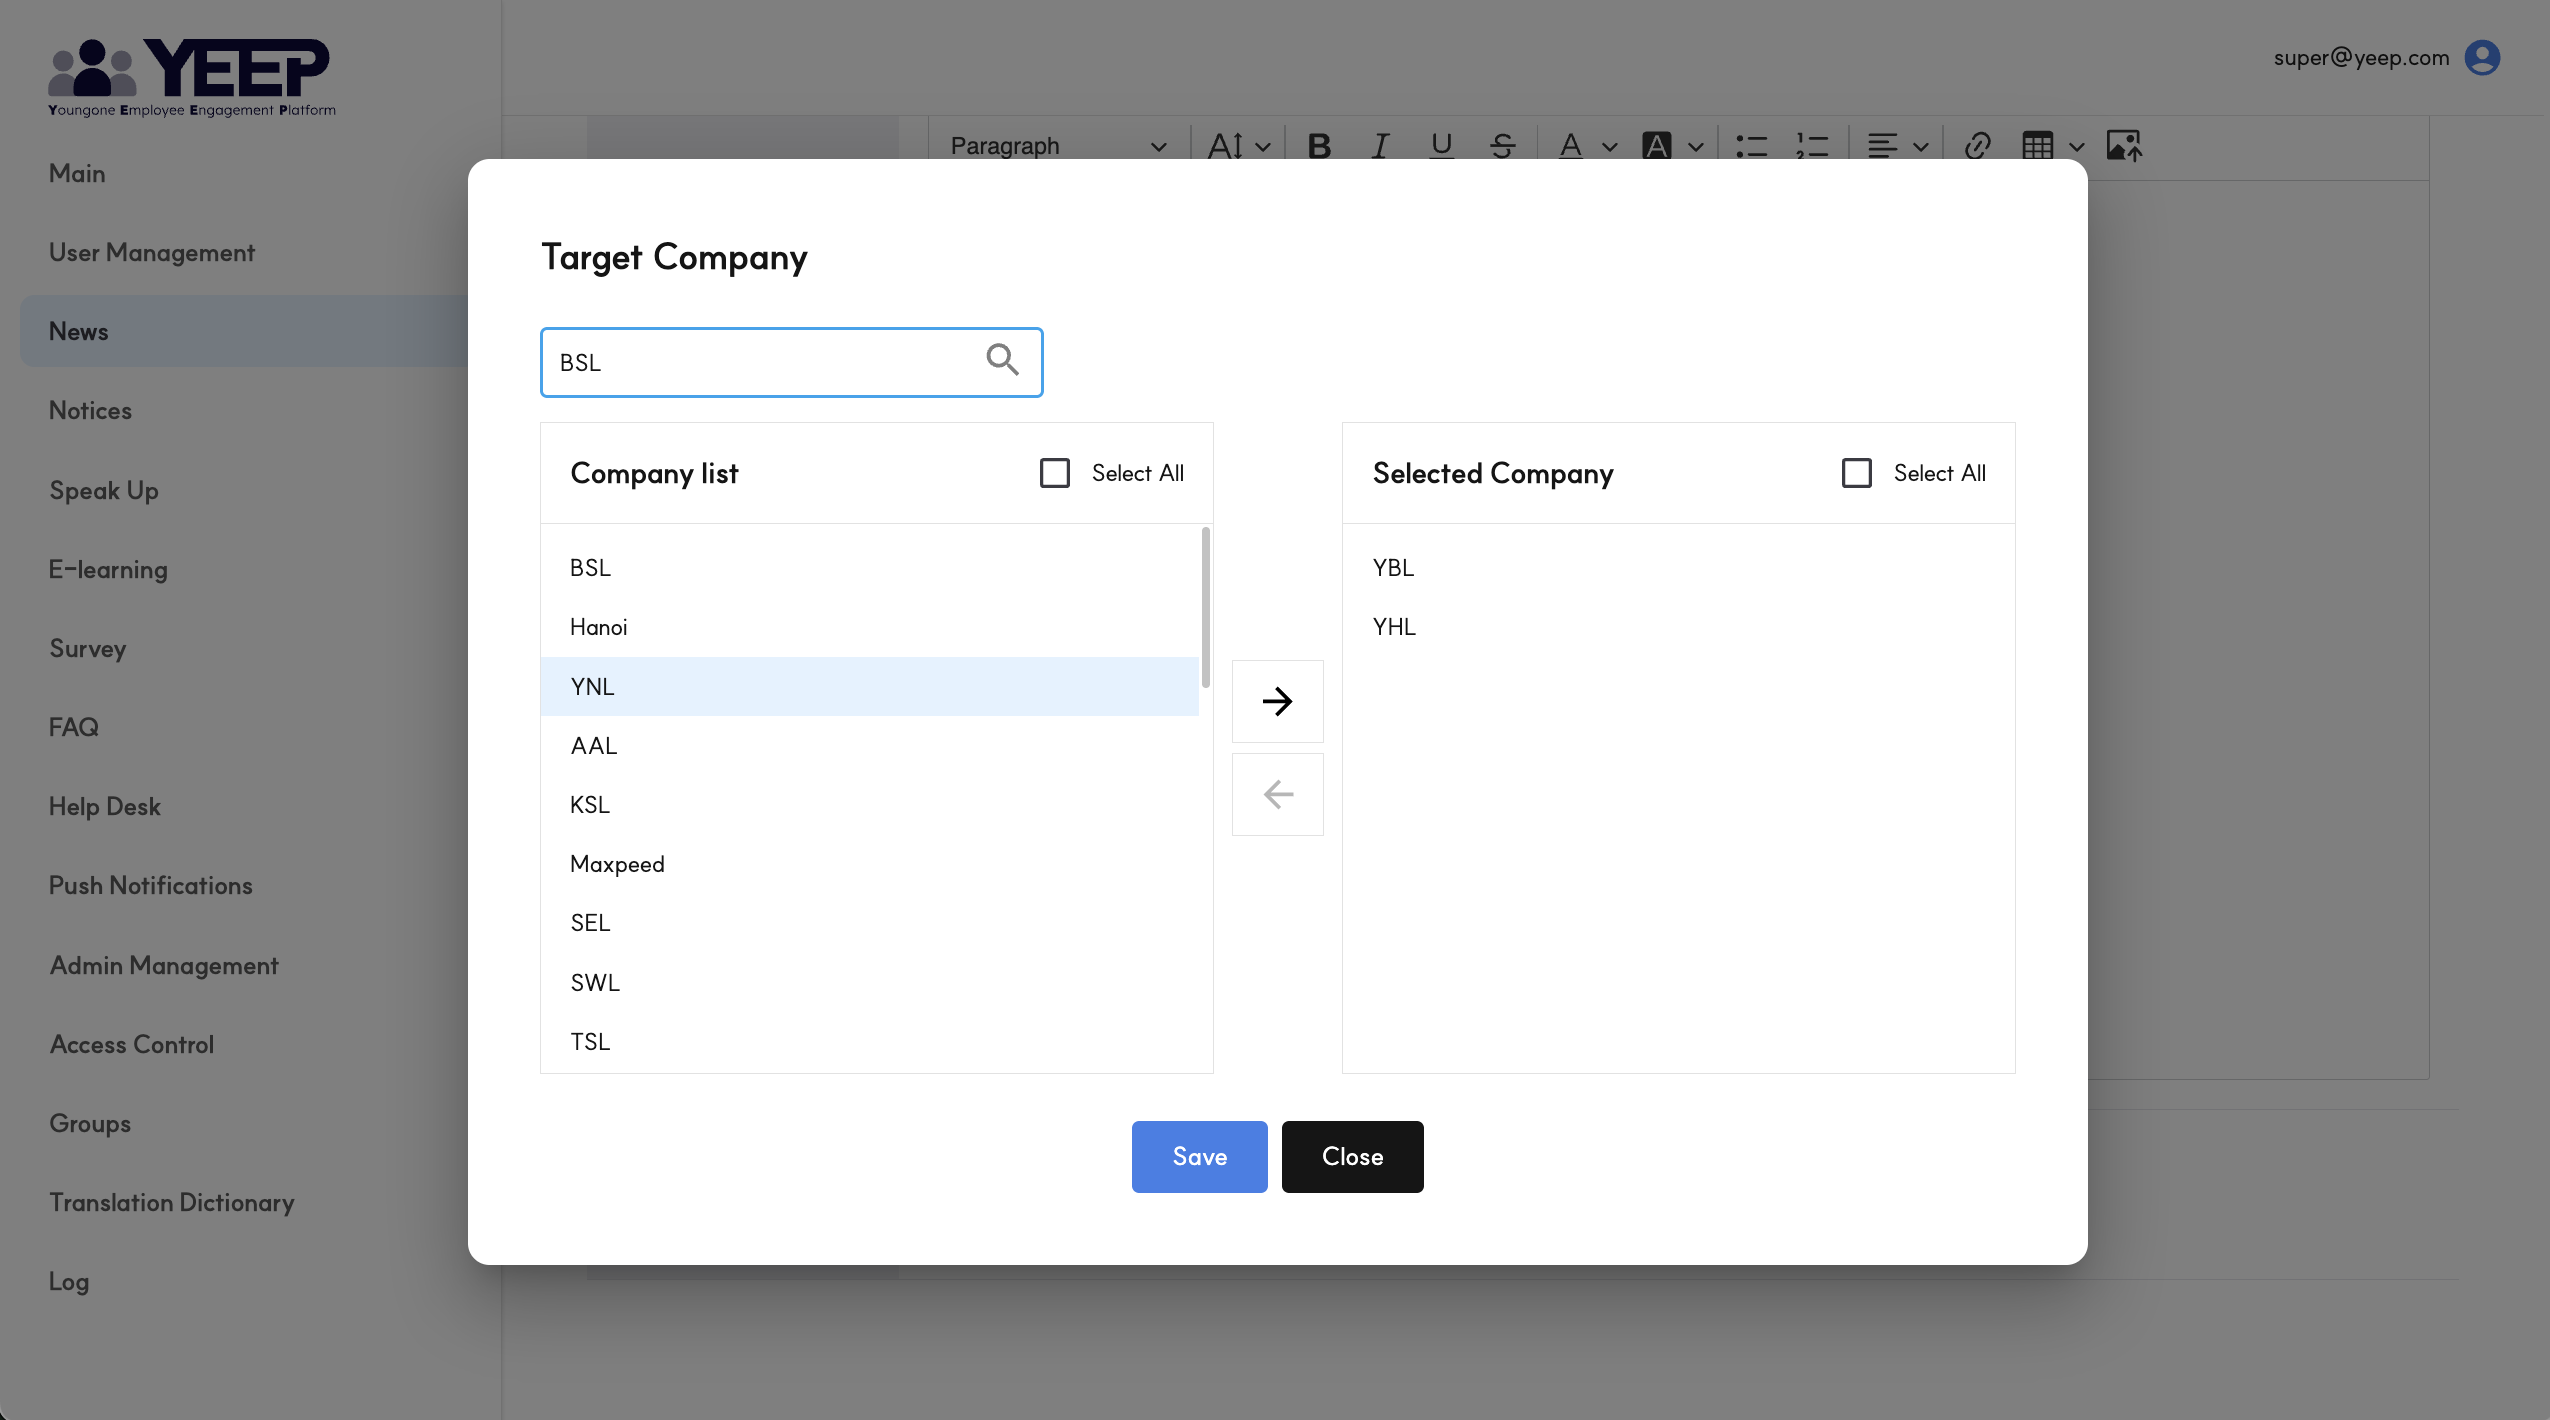 YEEP
Youngone Employee Engagement Platform
super@yeep.com
Main
User Management
News
Notices
Speak Up
E-learning
Survey
FAQ
Help Desk
Push Notifications
Admin Management
Access Control
Groups
Translation Dictionary
Log
Paragraph
Target Company
BSL
Company list
Select All
BSL
Hanoi
YNL
AAL
KSL
Maxpeed
SEL
SWL
TSL
Selected Company
Select All
YBL
YHL
Save
Close